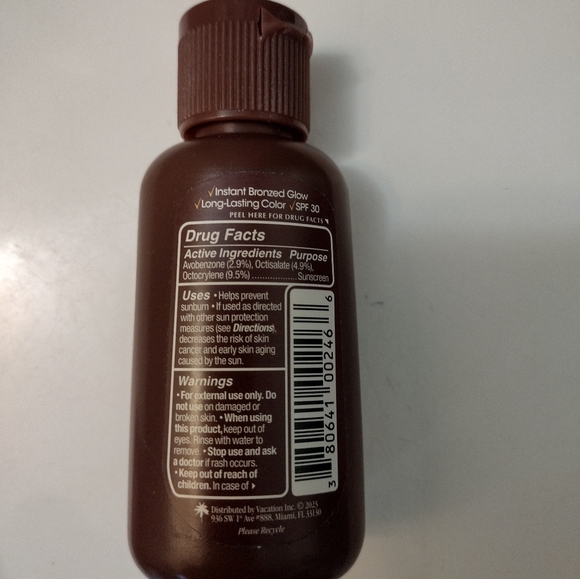 √Instant Bronzed Glow
√Long-Lasting Color √SPF 30
PEEL HERE FOR DRUG FACTS
Drug Facts
Active Ingredients Purpose
Avobenzone (2.9%), Octisalate (4.9%),
Octocrylene (9.5%) ..................Sunscreen
Uses • Helps prevent
sunburn • If used as directed
with other sun protection
measures (see Directions),
decreases the risk of skin
cancer and early skin aging
caused by the sun.
Warnings
• For external use only. Do
not use on damaged or
broken skin. • When using
this product, keep out of
eyes. Rinse with water to
remove. • Stop use and ask
a doctor if rash occurs.
• Keep out of reach of
children. In case of
3 80641 00246 6
Distributed by Vacation Inc. © 2023
936 SW 1st Ave #888, Miami, FL 33130
Please Recycle